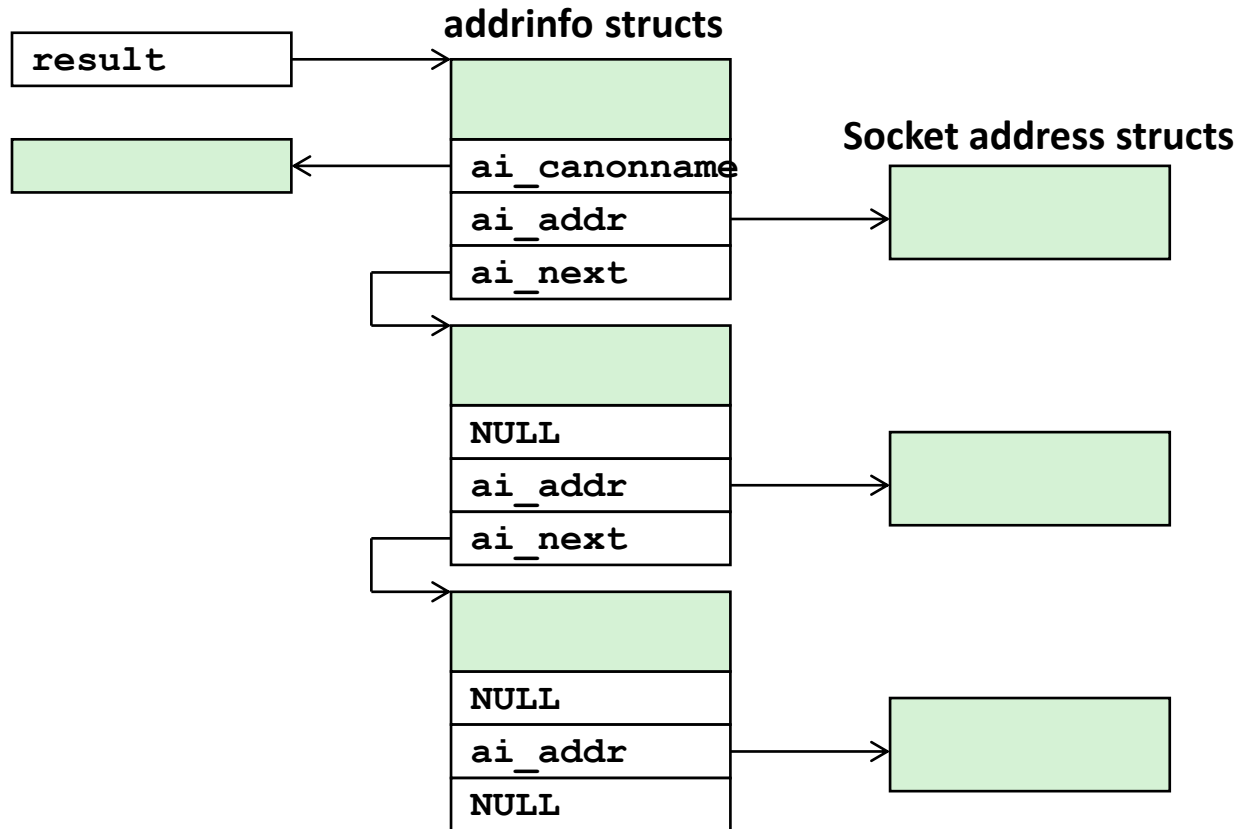 addrinfo structs
result
Socket address structs
ai_canonname
ai_addr
ai_next
NULL
ai_addr
ai_next
NULL
ai_addr
NULL